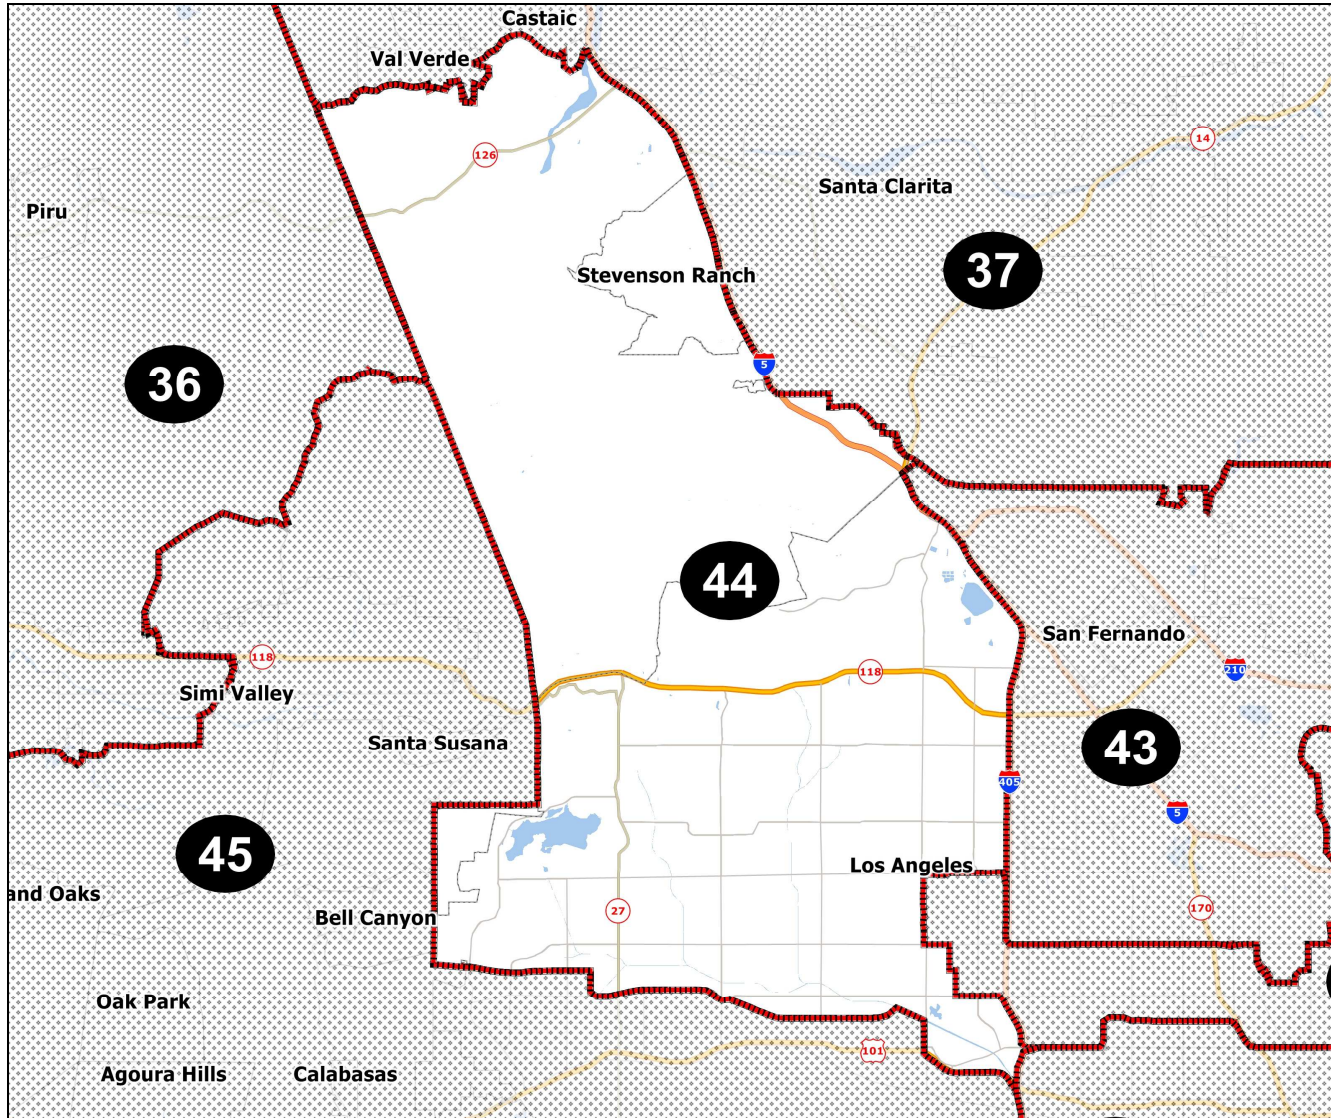 Castaic
Val Verde
14
126
Santa Clarita
Piru
37
Stevenson Ranch
5
36
44
San Fernando
118
118
210
Simi Valley
Santa Susana
43
405
5
45
Los Angeles
and Oaks
27
170
Bell Canyon
Oak Park
101
Agoura Hills
Calabasas